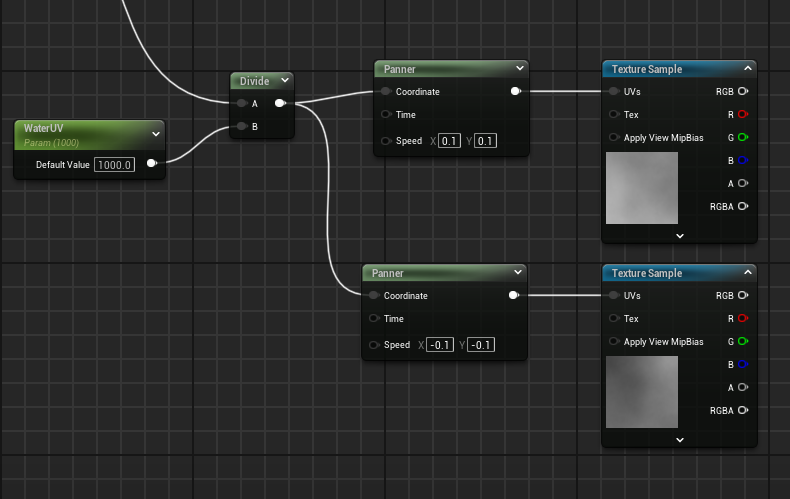 Divide
A
B
WaterUV
Param (1000)
Default Value 1000.0
Panner
Coordinate
Time
Speed X 0.1 Y 0.1
Texture Sample
UVs RGB
Tex R
Apply View MipBias G
B
A
RGBA
Panner
Coordinate
Time
Speed X -0.1 Y -0.1
Texture Sample
UVs RGB
Tex R
Apply View MipBias G
B
A
RGBA